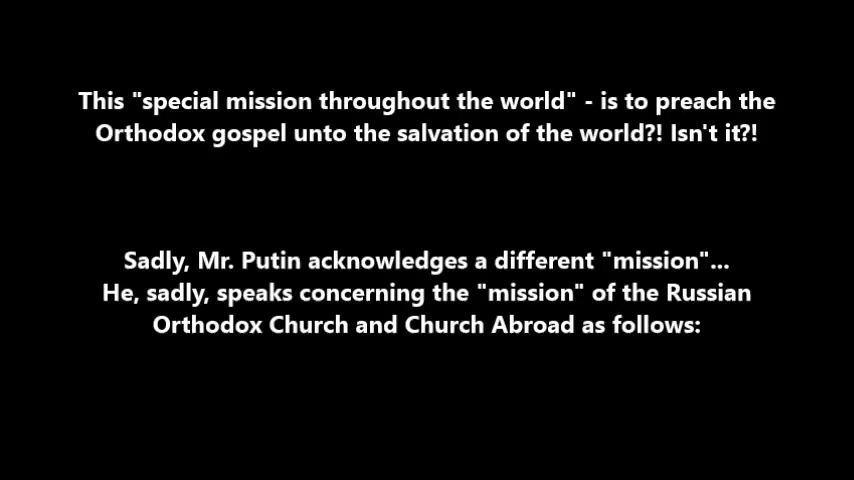 This "special mission throughout the world" - is to preach the
Orthodox gospel unto the salvation of the world?! Isn't it?!
Sadly, Mr. Putin acknowledges a different "mission"...
He, sadly, speaks concerning the "mission" of the Russian
Orthodox Church and Church Abroad as follows: